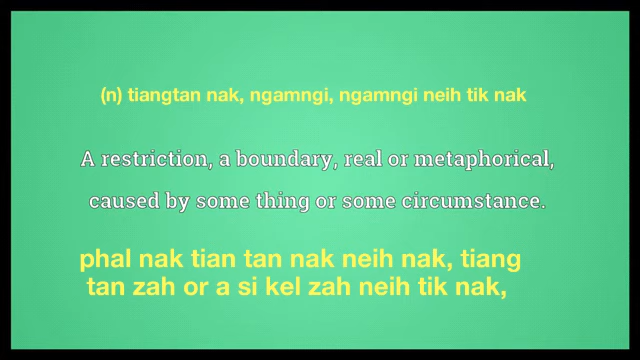 (n) tiangtan nak, ngamngi, ngamngi neih tik nak
A restriction, a boundary, real or metaphorical,
caused by some thing or some circumstance.
phal nak tian tan nak neih nak, tiang
tan zah or a si kel zah neih tik nak,